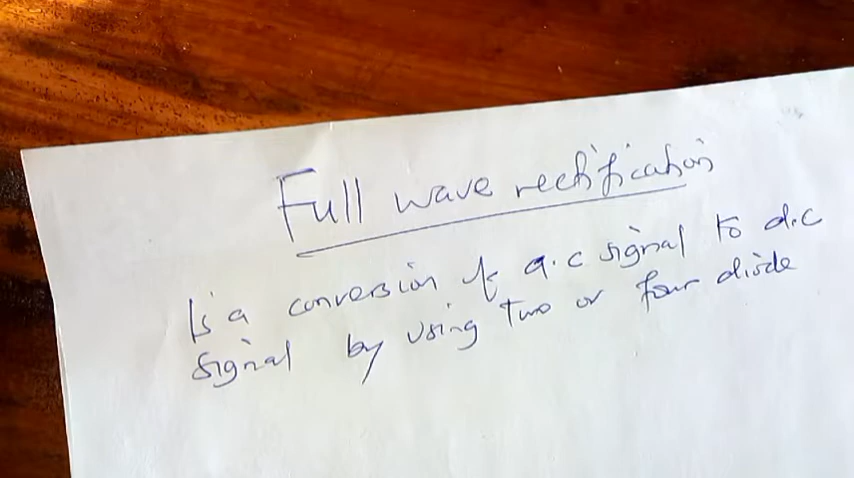 Full wave rectification
Is a conversion of a.c signal to d.c
signal by using two or four diode